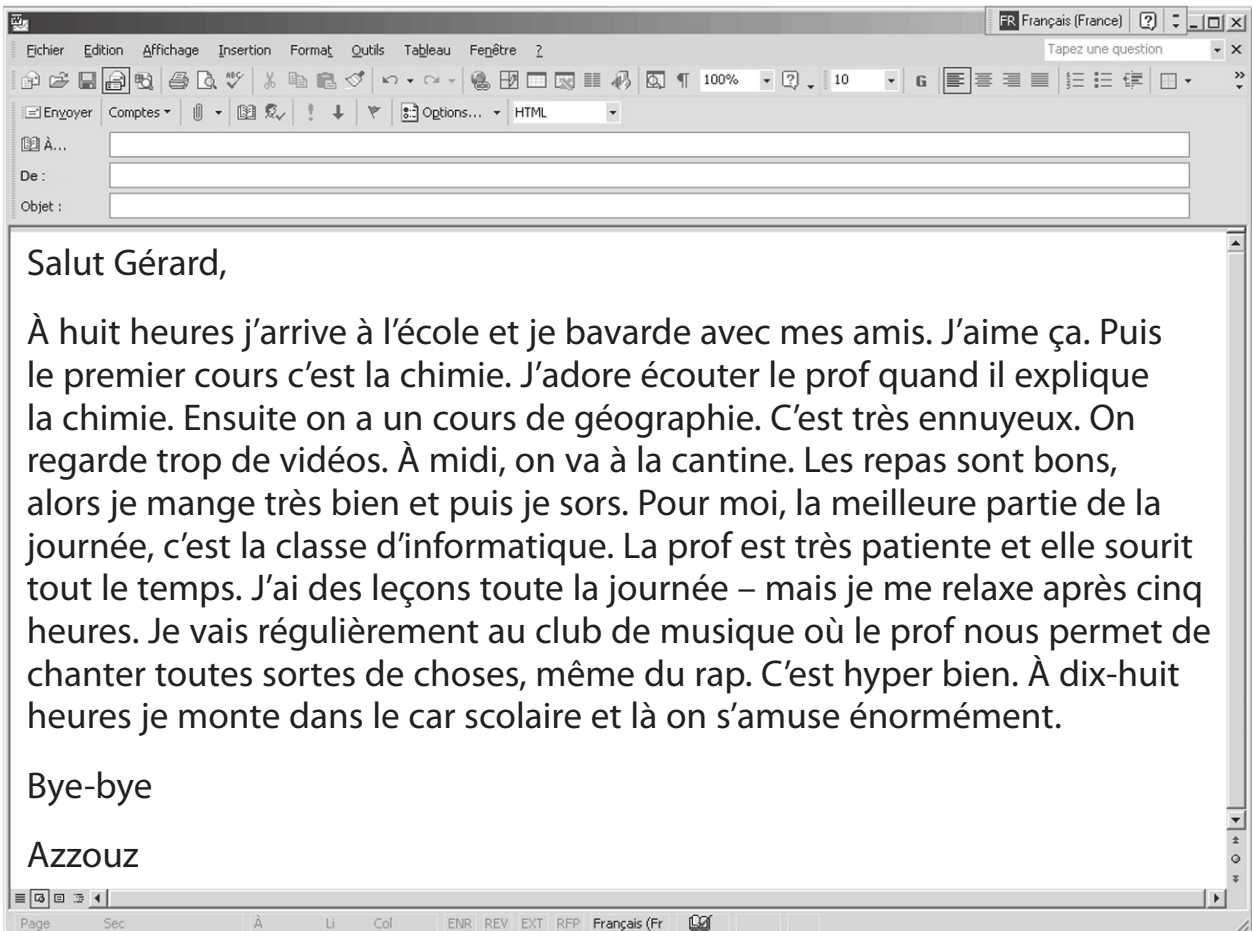 FR Français (France)
Fichier Edition Affichage Insertion Format Outils Tableau Fenêtre ?
Tapez une question
100% 10 G
Envoyer Comptes Options... HTML
À...
De :
Objet :
Salut Gérard,
À huit heures j’arrive à l’école et je bavarde avec mes amis. J’aime ça. Puis
le premier cours c’est la chimie. J’adore écouter le prof quand il explique
la chimie. Ensuite on a un cours de géographie. C’est très ennuyeux. On
regarde trop de vidéos. À midi, on va à la cantine. Les repas sont bons,
alors je mange très bien et puis je sors. Pour moi, la meilleure partie de la
journée, c’est la classe d’informatique. La prof est très patiente et elle sourit
tout le temps. J’ai des leçons toute la journée – mais je me relaxe après cinq
heures. Je vais régulièrement au club de musique où le prof nous permet de
chanter toutes sortes de choses, même du rap. C’est hyper bien. À dix-huit
heures je monte dans le car scolaire et là on s’amuse énormément.
Bye-bye
Azzouz
Page Sec À Li Col ENR REV EXT RFP Français (Fr